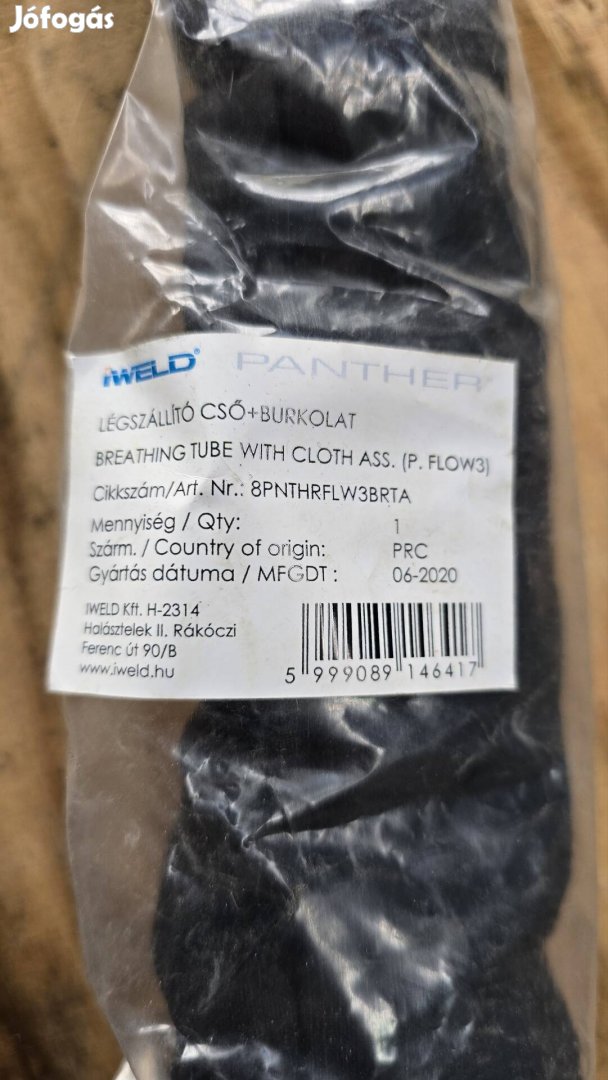 Jófogás
iWELD® PANTHER®
LÉGSZÁLLÍTÓ CSŐ+BURKOLAT
BREATHING TUBE WITH CLOTH ASS. (P. FLOW3)
Cikkszám/Art. Nr.: 8PNTHRFLW3BRTA
Mennyiség / Qty: 1
Szárm. / Country of origin: PRC
Gyártás dátuma / MFGDT : 06-2020
IWELD Kft. H-2314
Halásztelek II. Rákóczi
Ferenc út 90/B
www.iweld.hu
5 999089 146417